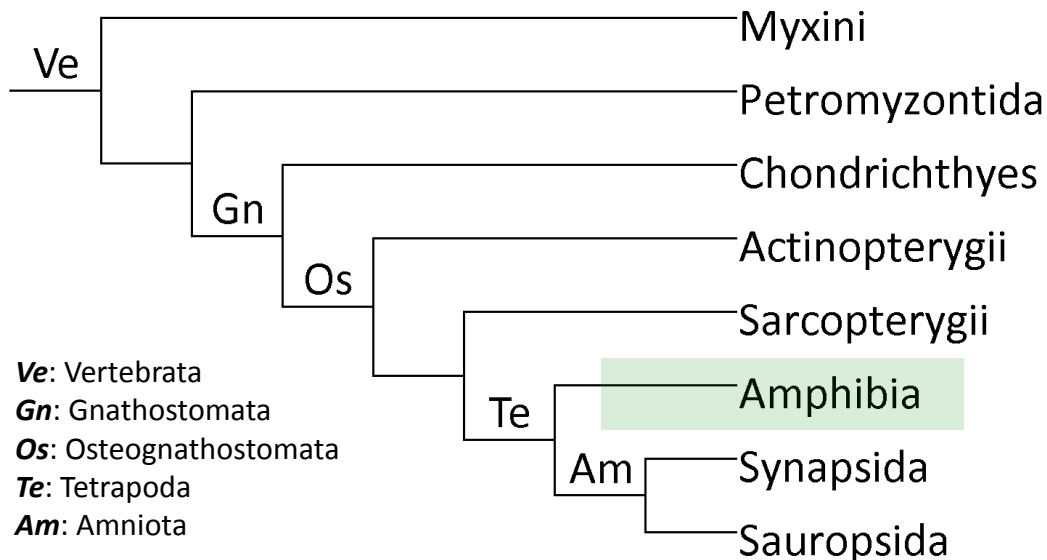 Myxini
Ve
Petromyzontida
Chondrichthyes
Gn
Actinopterygii
Os
Sarcopterygii
Ve: Vertebrata
Amphibia
Gn: Gnathostomata
Te
Os: Osteognathostomata
Synapsida
Am
Te: Tetrapoda
Am: Amniota
Sauropsida